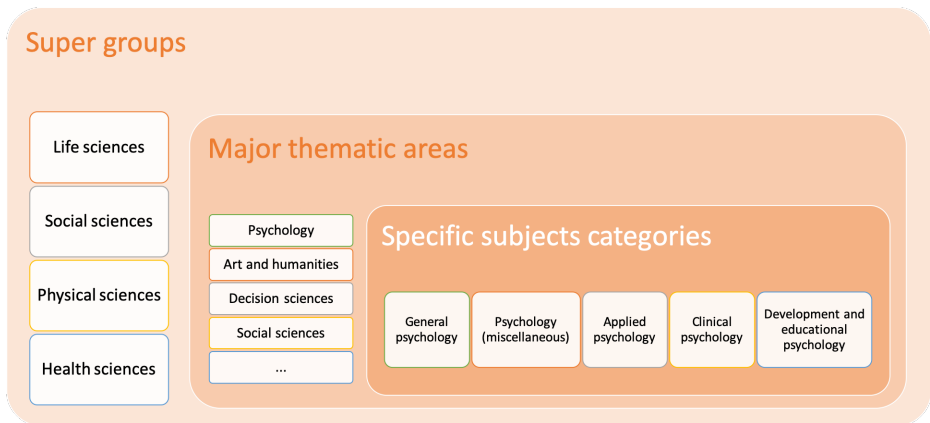 Super groups
Life sciences
Social sciences
Physical sciences
Health sciences
Major thematic areas
Psychology
Art and humanities
Decision sciences
Social sciences
...
Specific subjects categories
General
psychology
Psychology
(miscellaneous)
Applied
psychology
Clinical
psychology
Development and
educational
psychology